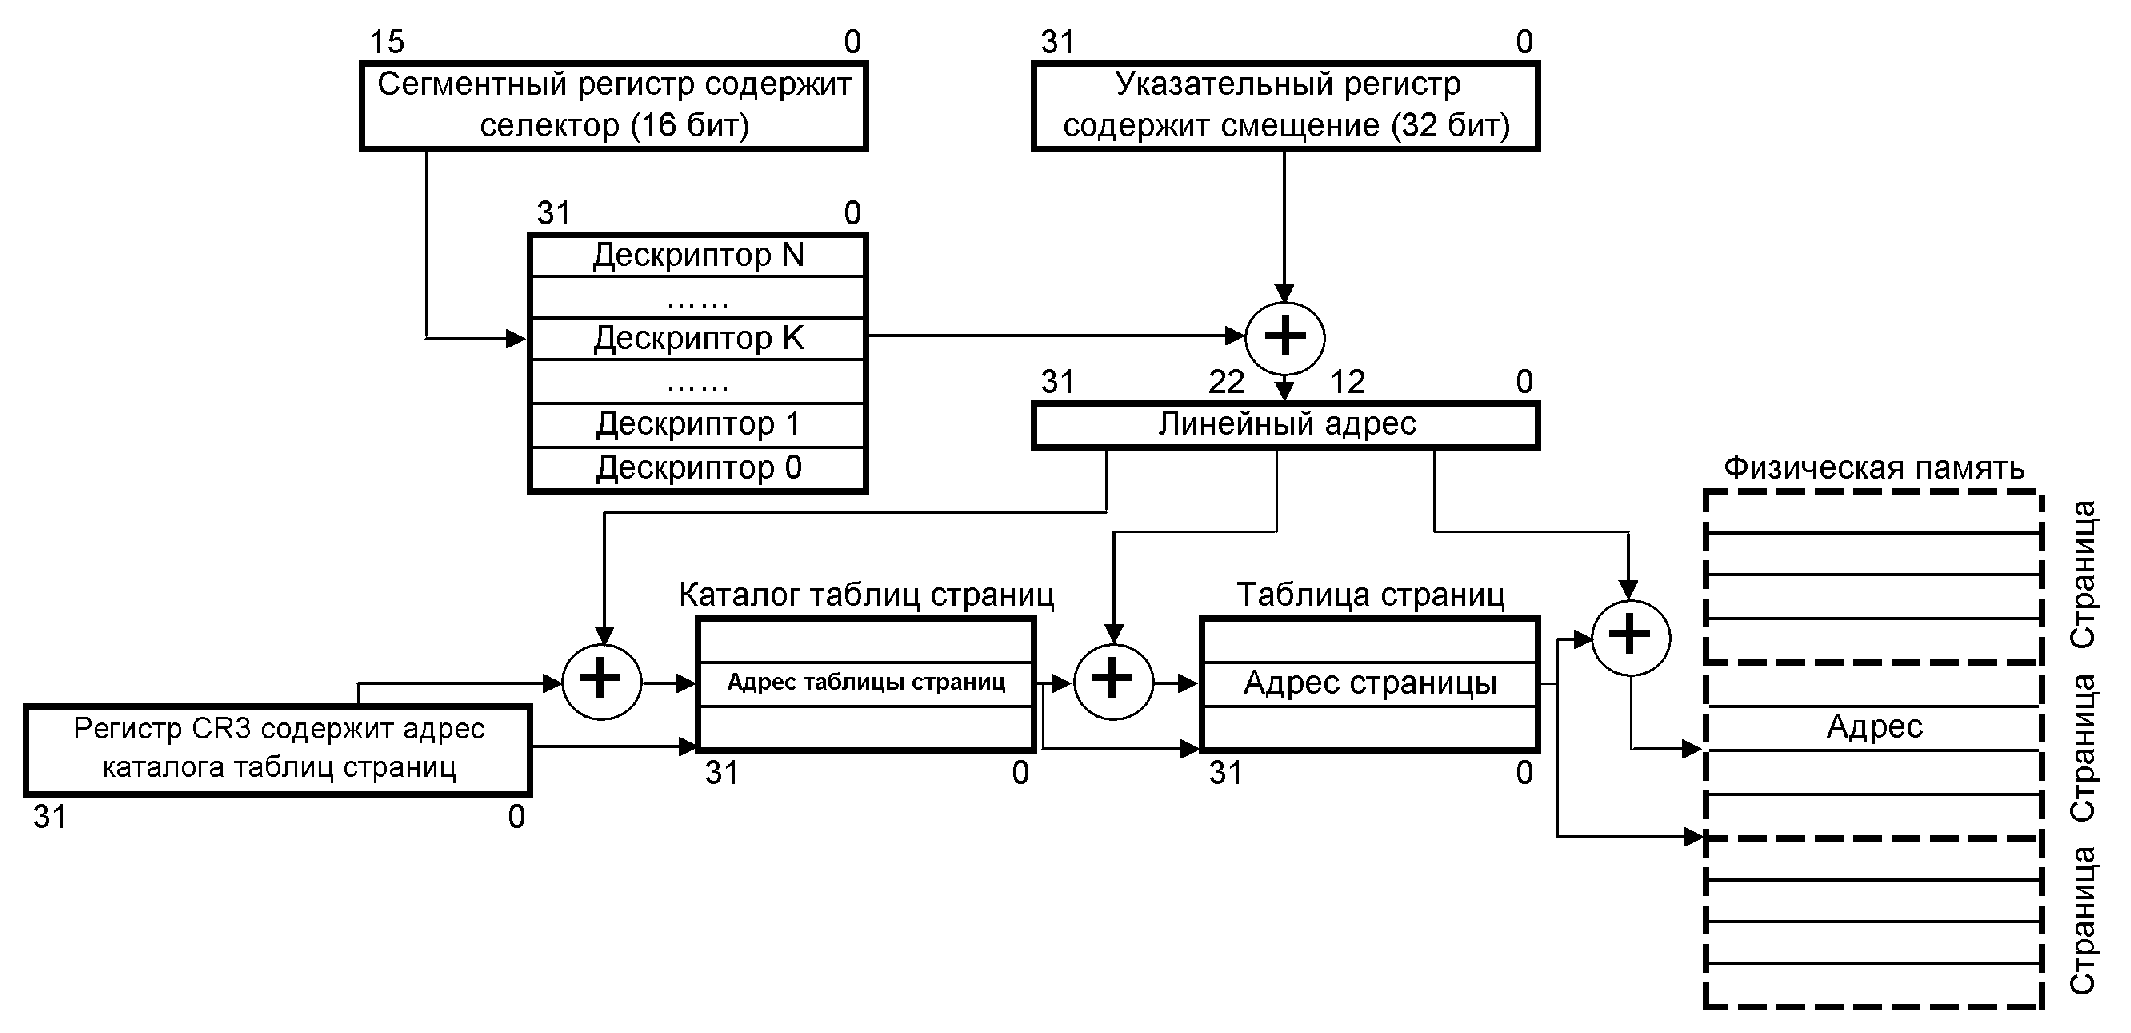 15 0
Сегментный регистр содержит
селектор (16 бит)
31 0
Указательный регистр
содержит смещение (32 бит)
31 0
Дескриптор N
......
Дескриптор K
......
Дескриптор 1
Дескриптор 0
+
31 22 12 0
Линейный адрес
Физическая память
Страница
Страница
Страница
Адрес
Каталог таблиц страниц
Адрес таблицы страниц
31 0
Таблица страниц
Адрес страницы
31 0
+
+
+
Регистр CR3 содержит адрес
каталога таблиц страниц
31 0